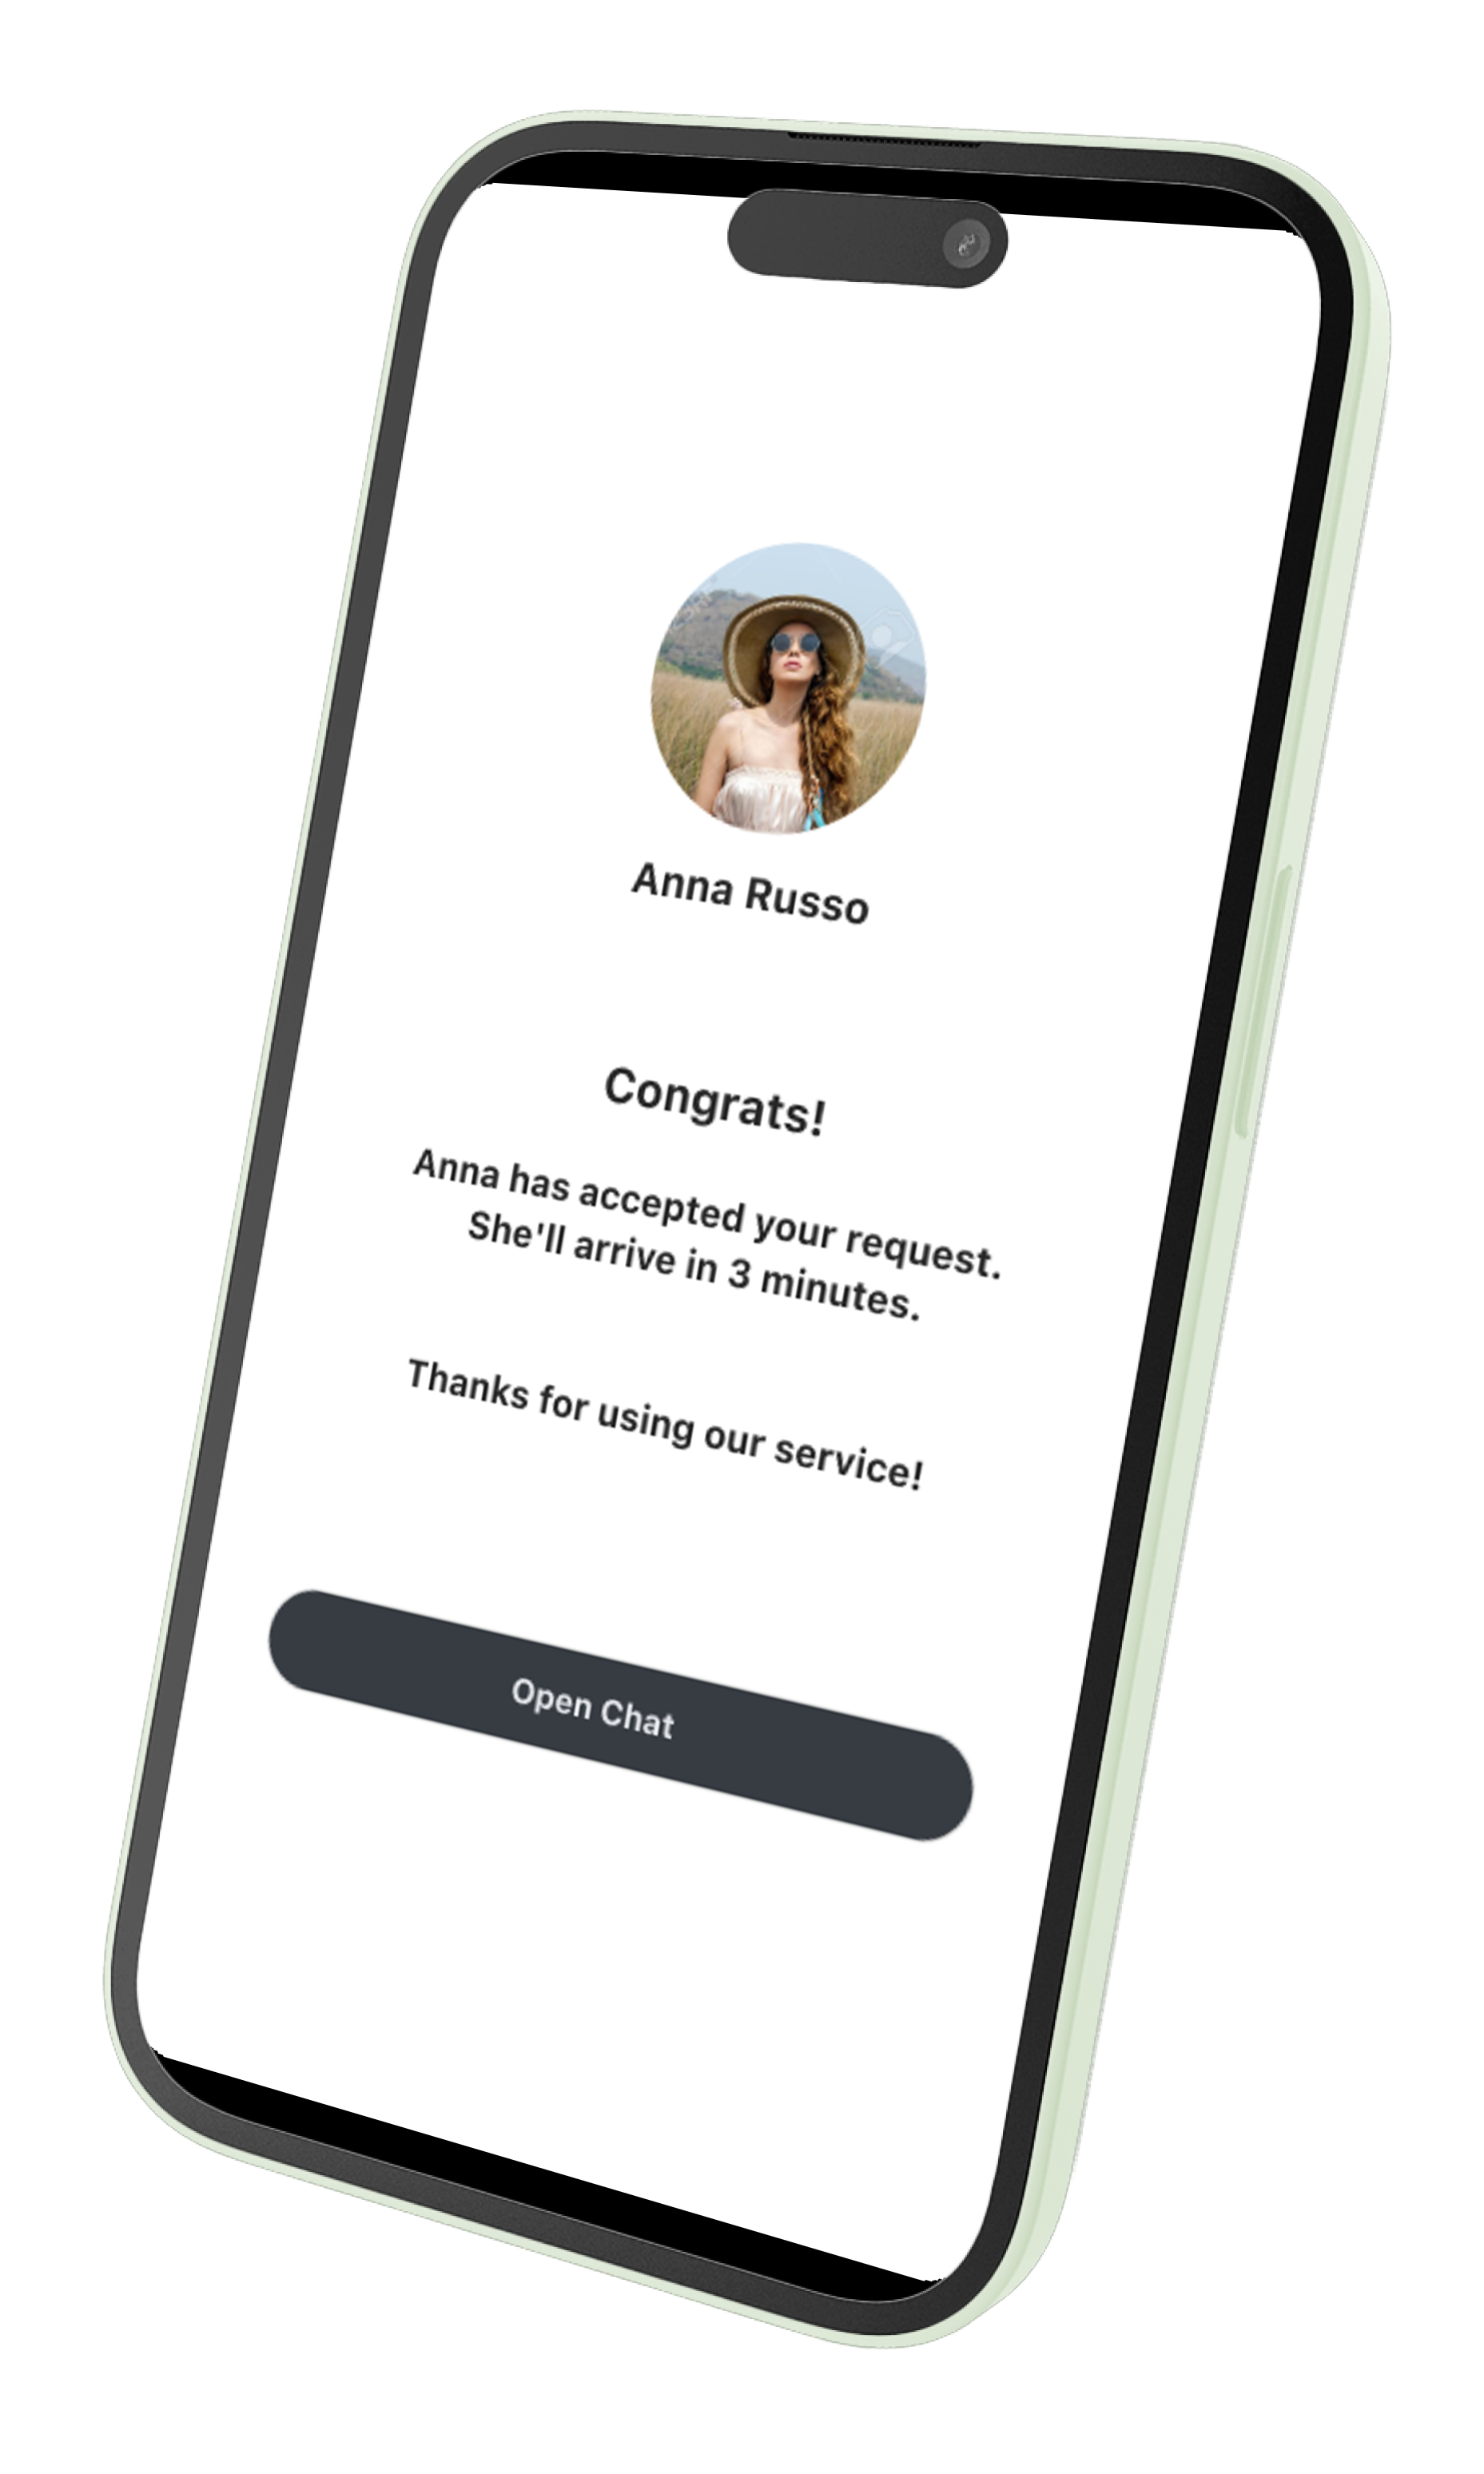 Anna Russo
Congrats!
Anna has accepted your request.
She'll arrive in 3 minutes.
Thanks for using our service!
Open Chat